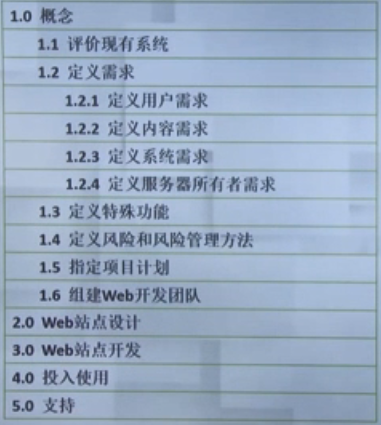 1.0 概念
1.1 评价现有系统
1.2 定义需求
1.2.1 定义用户需求
1.2.2 定义内容需求
1.2.3 定义系统需求
1.2.4 定义服务器所有者需求
1.3 定义特殊功能
1.4 定义风险和风险管理方法
1.5 指定项目计划
1.6 组建Web开发团队
2.0 Web站点设计
3.0 Web站点开发
4.0 投入使用
5.0 支持